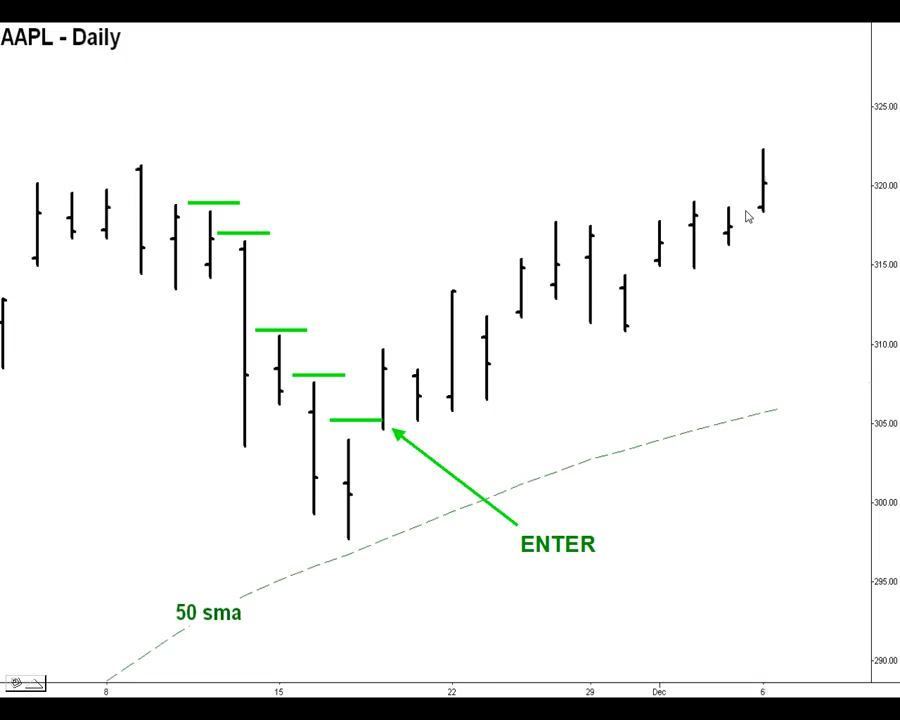 AAPL - Daily
325.00
320.00
315.00
310.00
305.00
300.00
295.00
290.00
ENTER
50 sma
8 15 22 29 Dec 6